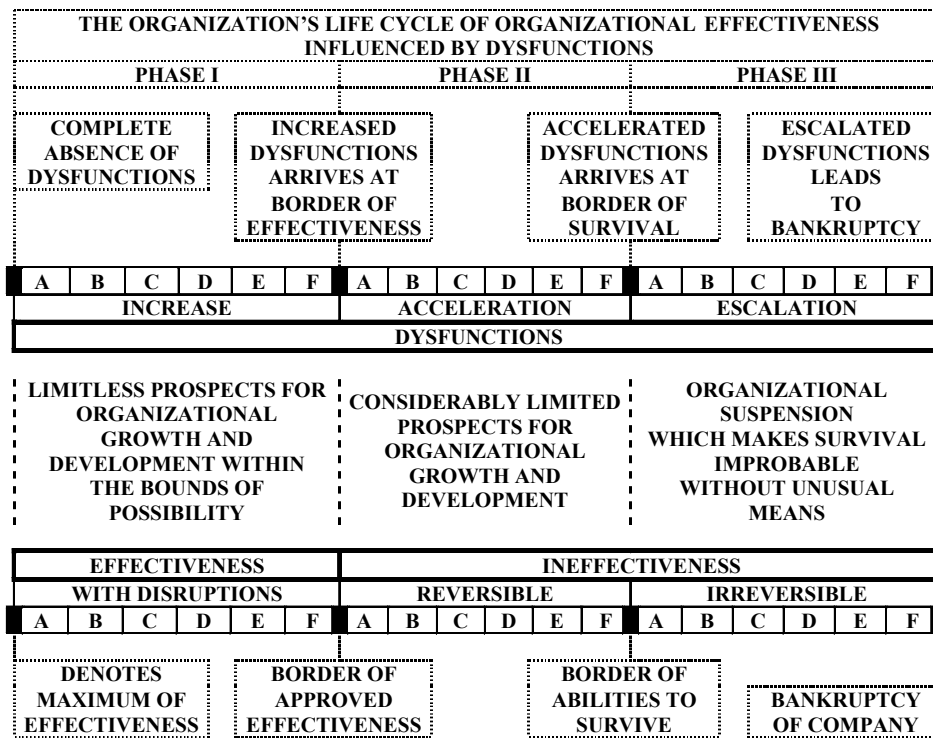 THE ORGANIZATION’S LIFE CYCLE OF ORGANIZATIONAL EFFECTIVENESS
INFLUENCED BY DYSFUNCTIONS
PHASE I PHASE II PHASE III
COMPLETE
ABSENCE OF
DYSFUNCTIONS
INCREASED
DYSFUNCTIONS
ARRIVES AT
BORDER OF
EFFECTIVENESS
ACCELERATED
DYSFUNCTIONS
ARRIVES AT
BORDER OF
SURVIVAL
ESCALATED
DYSFUNCTIONS
LEADS
TO
BANKRUPTCY
A B C D E F A B C D E F A B C D E F
INCREASE ACCELERATION ESCALATION
DYSFUNCTIONS
LIMITLESS PROSPECTS FOR
ORGANIZATIONAL
GROWTH AND
DEVELOPMENT WITHIN
THE BOUNDS OF
POSSIBILITY
CONSIDERABLY LIMITED
PROSPECTS FOR
ORGANIZATIONAL
GROWTH AND
DEVELOPMENT
ORGANIZATIONAL
SUSPENSION
WHICH MAKES SURVIVAL
IMPROBABLE
WITHOUT UNUSUAL
MEANS
EFFECTIVENESS INEFFECTIVENESS
WITH DISRUPTIONS REVERSIBLE IRREVERSIBLE
A B C D E F A B C D E F A B C D E F
DENOTES
MAXIMUM OF
EFFECTIVENESS
BORDER OF
APPROVED
EFFECTIVENESS
BORDER OF
ABILITIES TO
SURVIVE
BANKRUPTCY
OF COMPANY